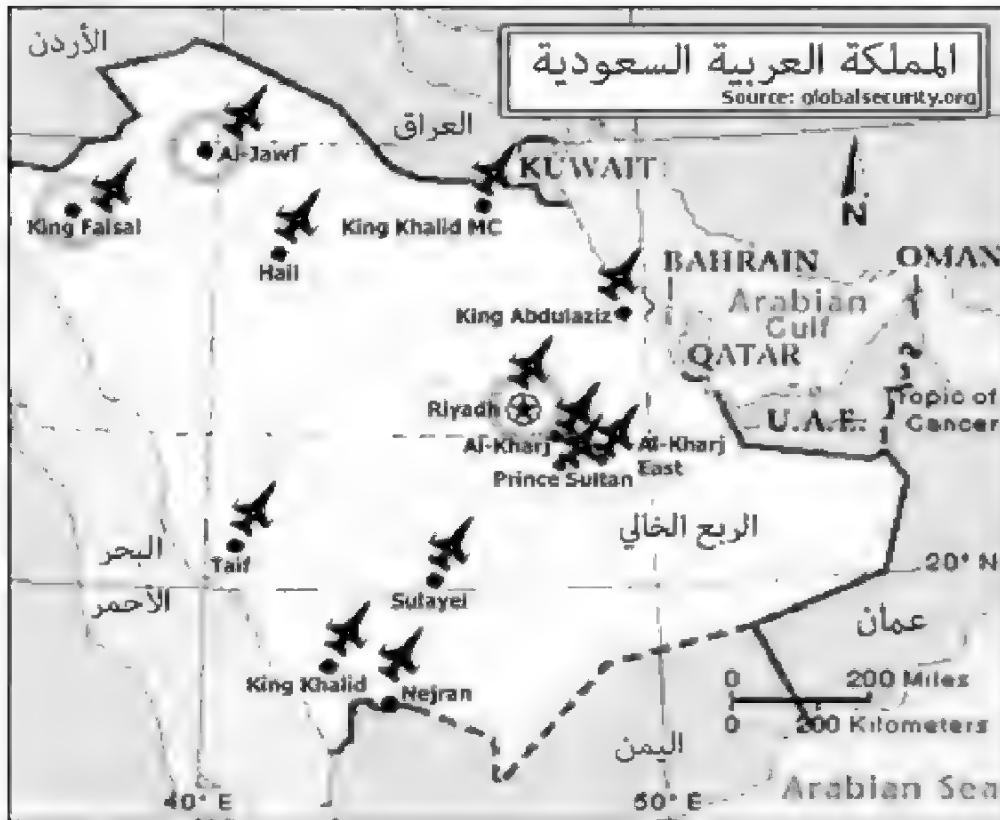 الأردن
المملكة العربية السعودية
Source: globalsecurity.org
العراق
Al-Jawf
KUWAIT
King Faisal
King Khalid MC
N
Hail
BAHRAIN
OMAN
King Abdulaziz
Arabian
Gulf
QATAR
Riyadh
U.A.E.
Topic of
Cancer
Al-Kharj
Al-Kharj
East
Prince Sultan
الربع الخالي
البحر
الأحمر
Taif
20° N
Sulayel
عمان
King Khalid
Nejran
0 200 Miles
0 200 Kilometers
اليمن
Arabian Sea
40° E
50° E